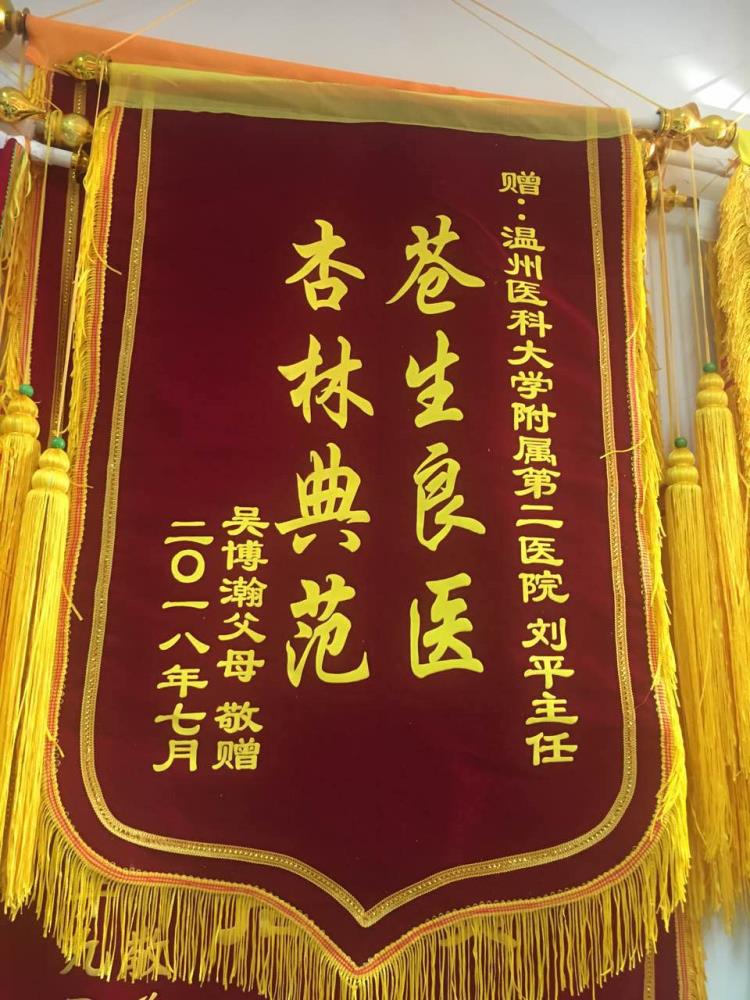 赠:温州医科大学附属第二医院 刘平主任
苍生良医
杏林典范
吴博瀚父母 敬赠
二〇一八年七月